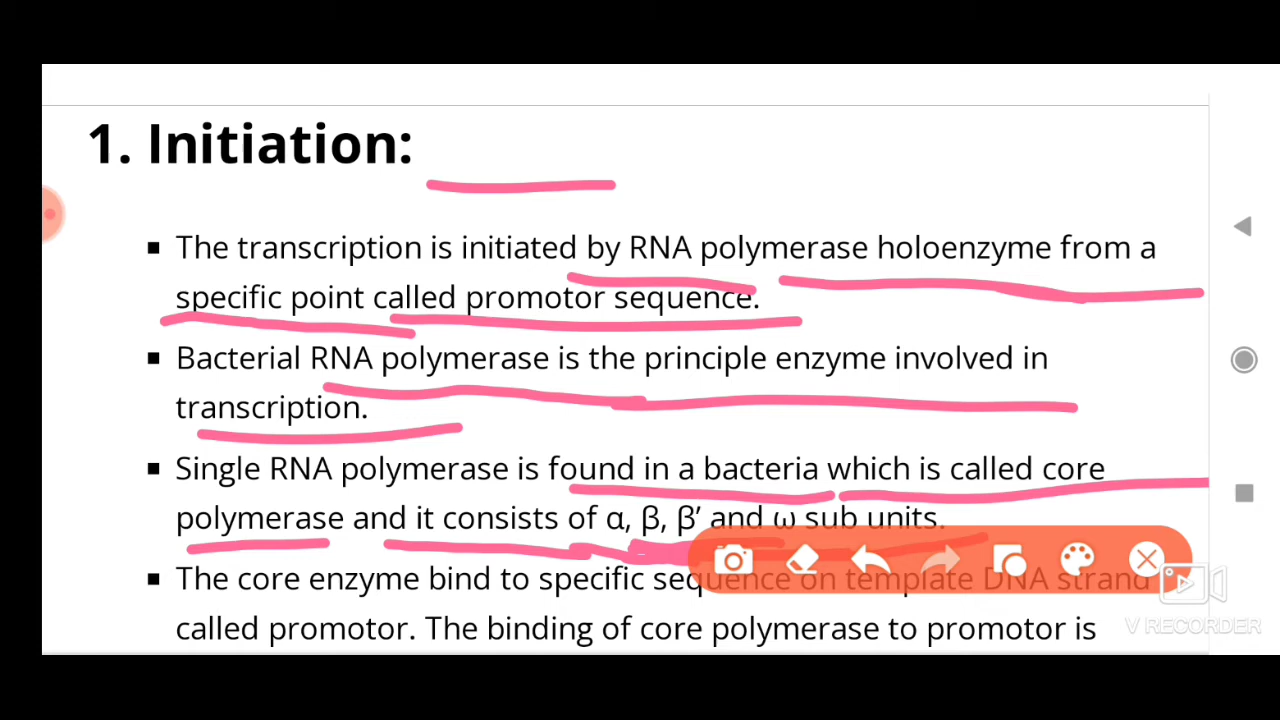 1. Initiation:
▪ The transcription is initiated by RNA polymerase holoenzyme from a
specific point called promotor sequence.
▪ Bacterial RNA polymerase is the principle enzyme involved in
transcription.
▪ Single RNA polymerase is found in a bacteria which is called core
polymerase and it consists of α, β, β’ and ω sub units.
▪ The core enzyme bind to specific sequence on template DNA strand
called promotor. The binding of core polymerase to promotor is
V RECORDER